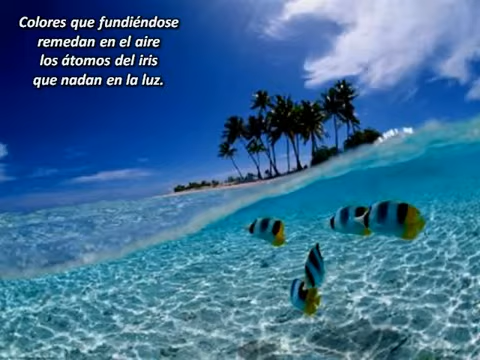 Colores que fundiéndose
remedan en el aire
los átomos del iris
que nadan en la luz.